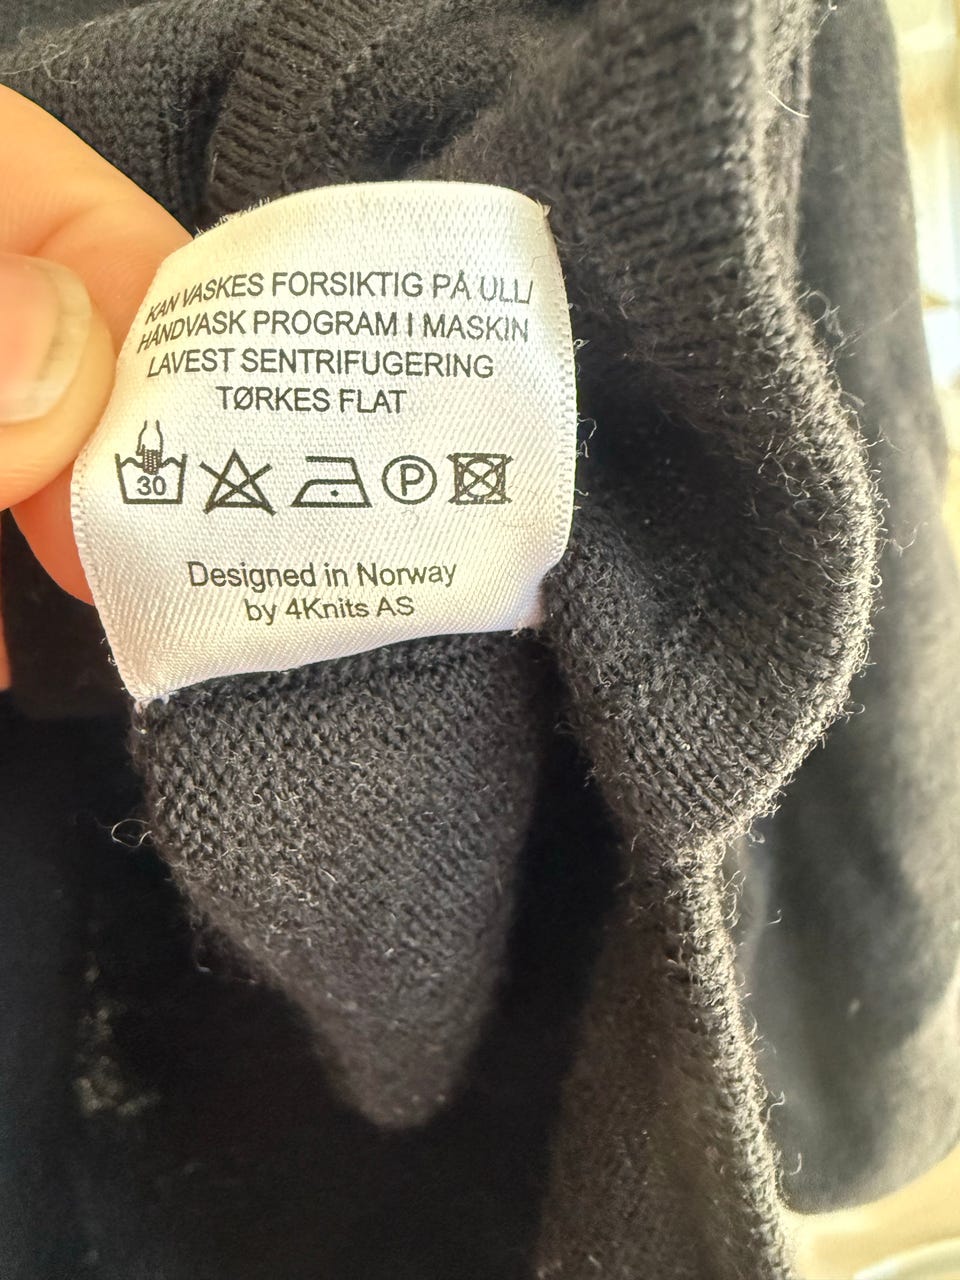 KAN VASKES FORSIKTIG PÅ ULL/
HÅNDVASK PROGRAM I MASKIN
LAVEST SENTRIFUGERING
TØRKES FLAT
30
P
Designed in Norway
by 4Knits AS